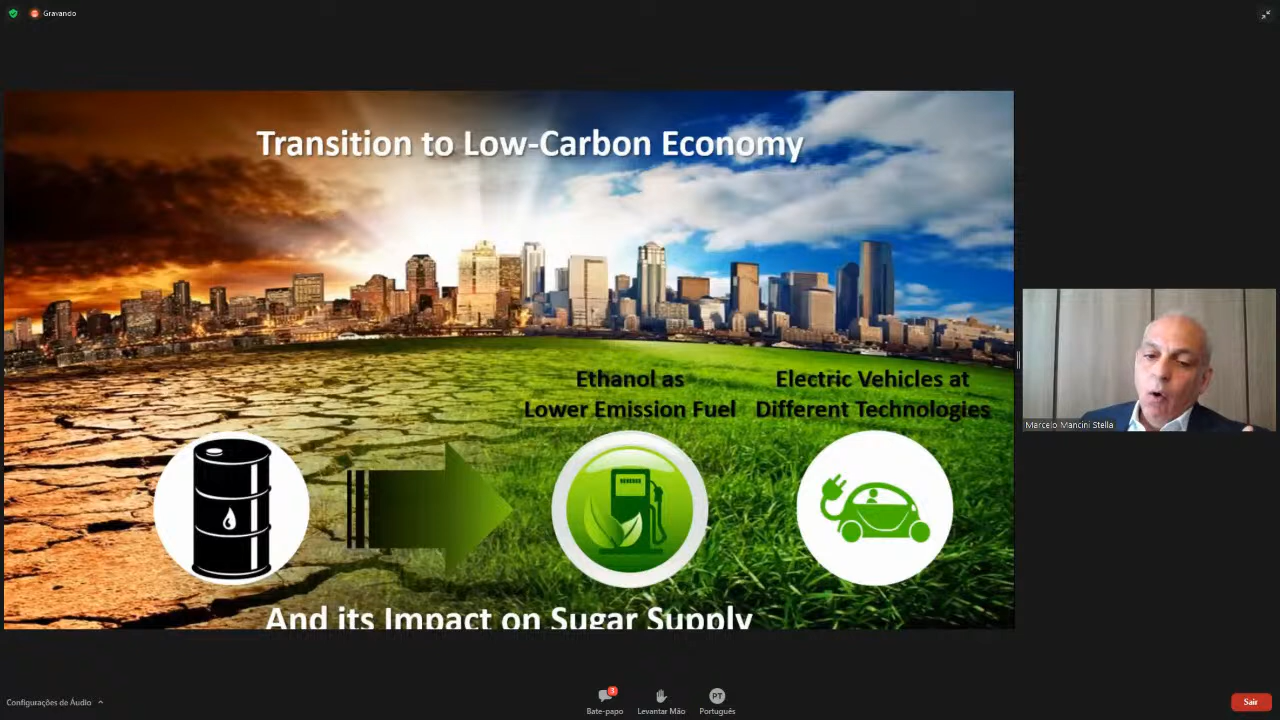 Gravando
Transition to Low-Carbon Economy
Ethanol as
Lower Emission Fuel
Electric Vehicles at
Different Technologies
And its Impact on Sugar Supply
Marcelo Mancini Stella
Configurações de Áudio
3
Bate-papo
Levantar Mão
PT
Português
Sair